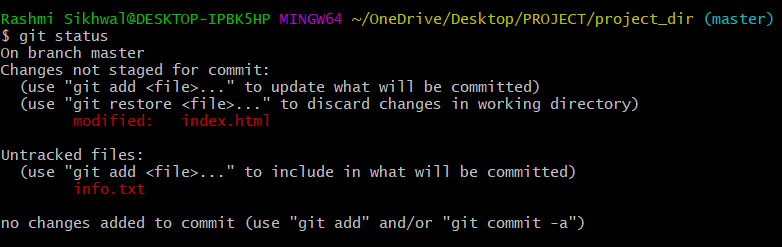 Rashmi Sikhwal@DESKTOP-IPBK5HP MINGW64 ~/OneDrive/Desktop/PROJECT/project_dir (master)
$ git status
On branch master
Changes not staged for commit:
  (use "git add <file>..." to update what will be committed)
  (use "git restore <file>..." to discard changes in working directory)
        modified:   index.html

Untracked files:
  (use "git add <file>..." to include in what will be committed)
        info.txt

no changes added to commit (use "git add" and/or "git commit -a")